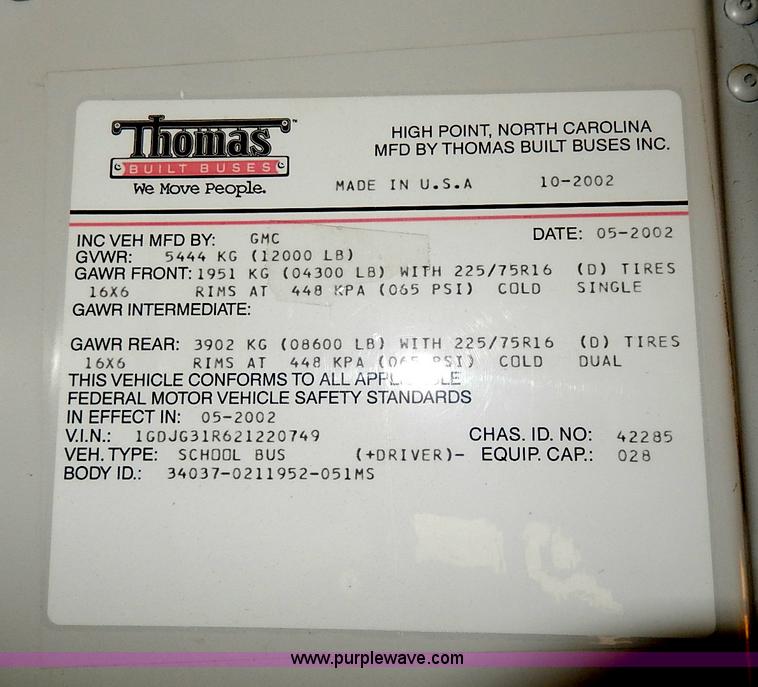 Thomas™
BUILT BUSES
We Move People.
HIGH POINT, NORTH CAROLINA
MFD BY THOMAS BUILT BUSES INC.
MADE IN U.S.A 10-2002
INC VEH MFD BY: GMC DATE: 05-2002
GVWR: 5444 KG (12000 LB)
GAWR FRONT: 1951 KG (04300 LB) WITH 225/75R16 (D) TIRES
16X6 RIMS AT 448 KPA (065 PSI) COLD SINGLE
GAWR INTERMEDIATE:
GAWR REAR: 3902 KG (08600 LB) WITH 225/75R16 (D) TIRES
16X6 RIMS AT 448 KPA (065 PSI) COLD DUAL
THIS VEHICLE CONFORMS TO ALL APPLICABLE
FEDERAL MOTOR VEHICLE SAFETY STANDARDS
IN EFFECT IN: 05-2002
V.I.N.: 1GDJG31R621220749 CHAS. ID. NO: 42285
VEH. TYPE: SCHOOL BUS (+DRIVER)- EQUIP. CAP.: 028
BODY ID.: 34037-0211952-051MS
www.purplewave.com